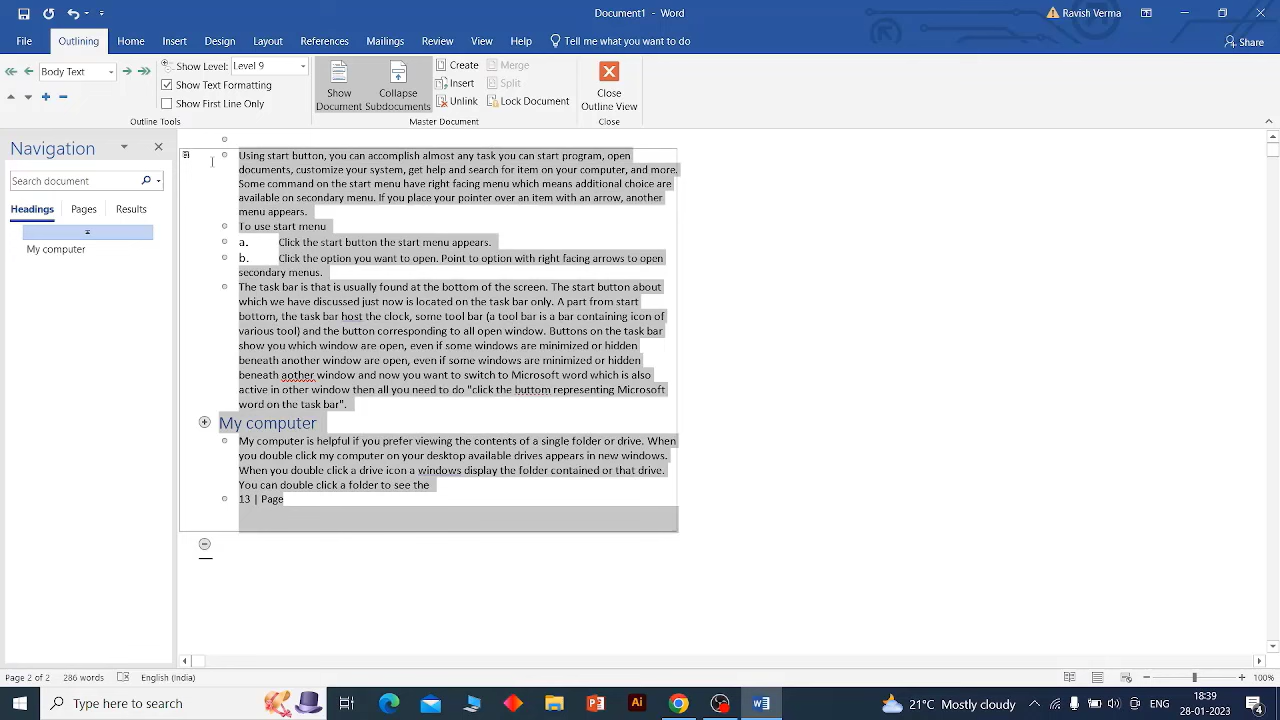 Document1 - Word
Ravish Verma
File Outlining Home Insert Design Layout References Mailings Review View Help Tell me what you want to do
Share
Body Text
Show Level: Level 9
Show Text Formatting
Show First Line Only
Outline Tools
Show Document
Collapse Subdocuments
Create
Insert
Unlink
Merge
Split
Lock Document
Master Document
Close Outline View
Close
Navigation
Search document
Headings Pages Results
My computer
Using start button, you can accomplish almost any task you can start program, open
documents, customize your system, get help and search for item on your computer, and more.
Some command on the start menu have right facing menu which means additional choice are
available on secondary menu. If you place your pointer over an item with an arrow, another
menu appears.
To use start menu
a. Click the start button the start menu appears.
b. Click the option you want to open. Point to option with right facing arrows to open
secondary menus.
The task bar is that is usually found at the bottom of the screen. The start button about
which we have discussed just now is located on the task bar only. A part from start
bottom, the task bar host the clock, some tool bar (a tool bar is a bar containing icon of
various tool) and the button corresponding to all open window. Buttons on the task bar
show you which window are open, even if some windows are minimized or hidden
beneath another window are open, even if some windows are minimized or hidden
beneath aother window and now you want to switch to Microsoft word which is also
active in other window then all you need to do "click the buttom representing Microsoft
word on the task bar".
My computer
My computer is helpful if you prefer viewing the contents of a single folder or drive. When
you double click my computer on your desktop available drives appears in new windows.
When you double click a drive icon a windows display the folder contained or that drive.
You can double click a folder to see the
13 | Page
Page 2 of 2 286 words English (India)
100%
Type here to search
21°C Mostly cloudy
ENG
18:39
28-01-2023